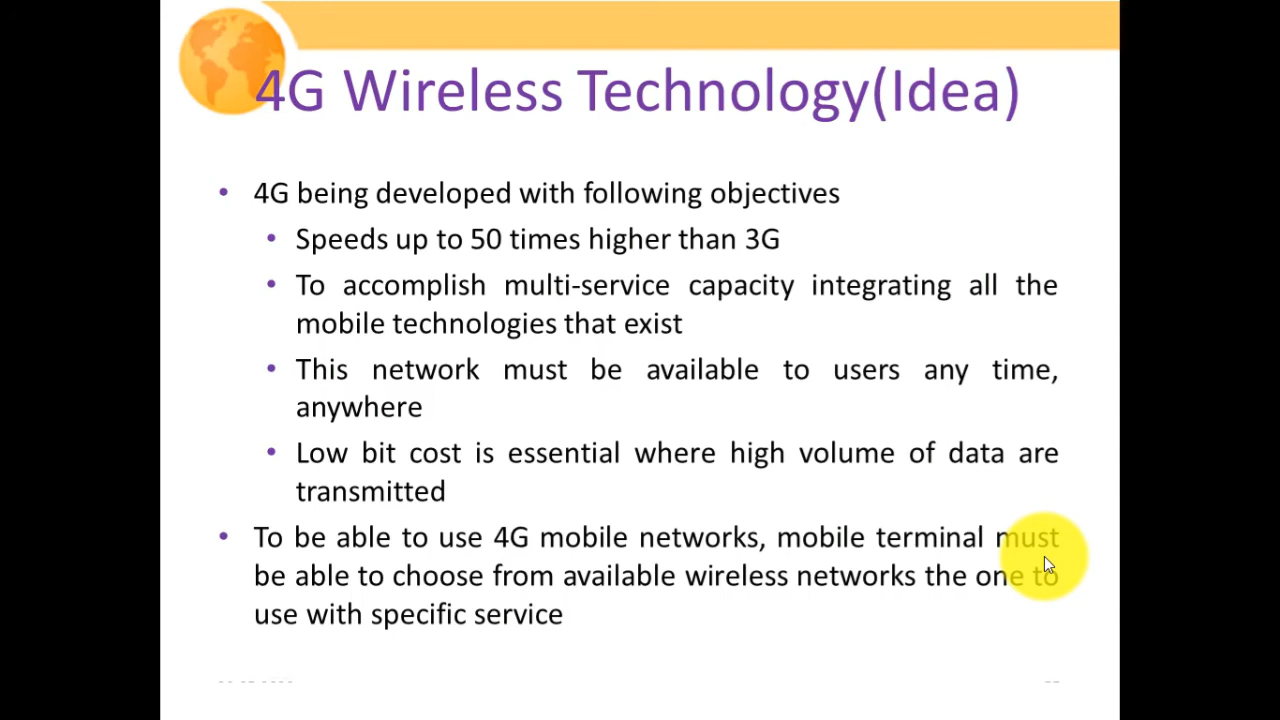 4G Wireless Technology(Idea)
• 4G being developed with following objectives
• Speeds up to 50 times higher than 3G
• To accomplish multi-service capacity integrating all the
mobile technologies that exist
• This network must be available to users any time,
anywhere
• Low bit cost is essential where high volume of data are
transmitted
• To be able to use 4G mobile networks, mobile terminal must
be able to choose from available wireless networks the one to
use with specific service